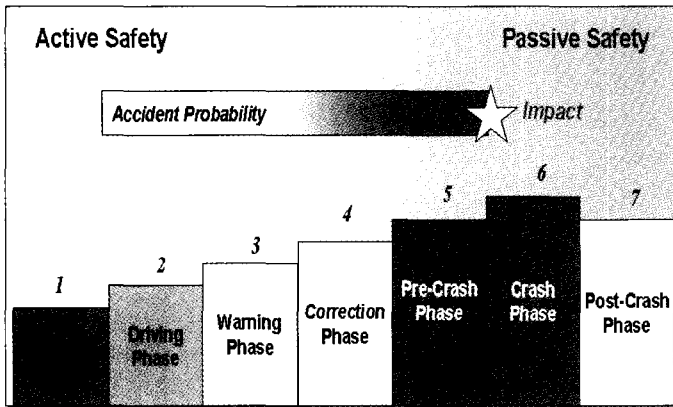 Active Safety
Passive Safety
Accident Probability
Impact
1
2
3
4
5
6
7
Driving
Phase
Warning
Phase
Correction
Phase
Pre-Crash
Phase
Crash
Phase
Post-Crash
Phase